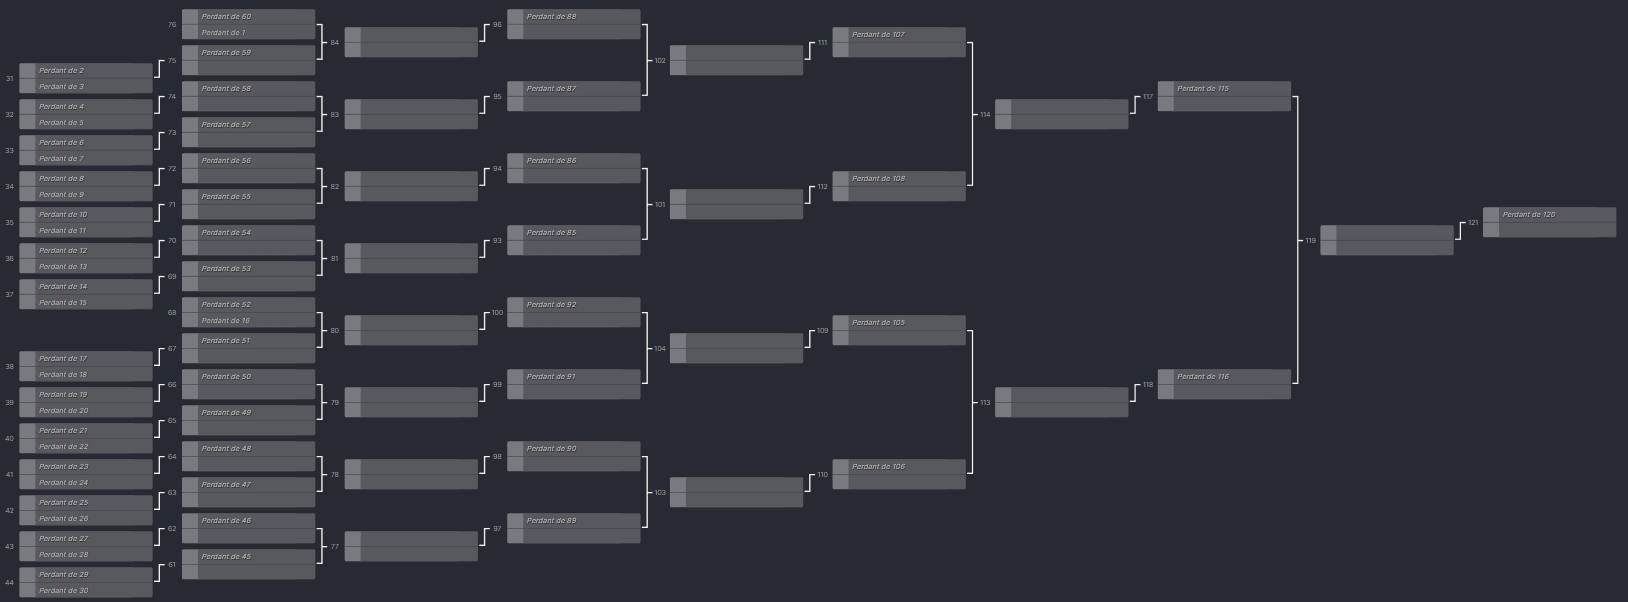 31
Perdant de 2
Perdant de 3
32
Perdant de 4
Perdant de 5
33
Perdant de 6
Perdant de 7
34
Perdant de 8
Perdant de 9
35
Perdant de 10
Perdant de 11
36
Perdant de 12
Perdant de 13
37
Perdant de 14
Perdant de 15
38
Perdant de 17
Perdant de 18
39
Perdant de 19
Perdant de 20
40
Perdant de 21
Perdant de 22
41
Perdant de 23
Perdant de 24
42
Perdant de 25
Perdant de 26
43
Perdant de 27
Perdant de 28
44
Perdant de 29
Perdant de 30
76
Perdant de 60
Perdant de 1
75
Perdant de 59
74
Perdant de 58
73
Perdant de 57
72
Perdant de 56
71
Perdant de 55
70
Perdant de 54
69
Perdant de 53
68
Perdant de 52
Perdant de 16
67
Perdant de 51
66
Perdant de 50
65
Perdant de 49
64
Perdant de 48
63
Perdant de 47
62
Perdant de 46
61
Perdant de 45
84
83
82
81
80
79
78
77
96
Perdant de 88
95
Perdant de 87
94
Perdant de 86
93
Perdant de 85
100
Perdant de 92
99
Perdant de 91
98
Perdant de 90
97
Perdant de 89
102
101
104
103
111
Perdant de 107
112
Perdant de 108
109
Perdant de 105
110
Perdant de 106
114
113
117
Perdant de 115
118
Perdant de 116
119
121
Perdant de 120